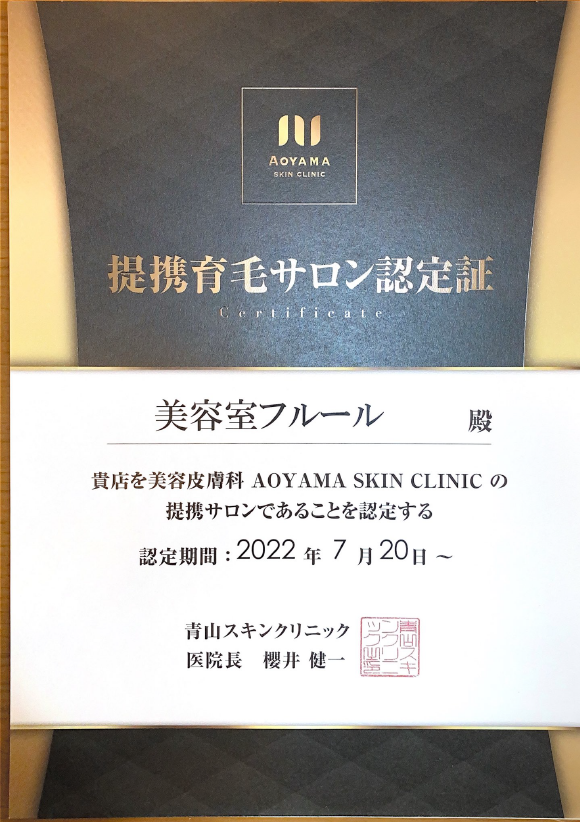 AOYAMA
SKIN CLINIC
提携育毛サロン認定証
Certificate
美容室フルール 殿
貴店を美容皮膚科 AOYAMA SKIN CLINIC の
提携サロンであることを認定する
認定期間：2022 年 7 月 20日 ～
青山スキンクリニック
医院長 櫻井 健一